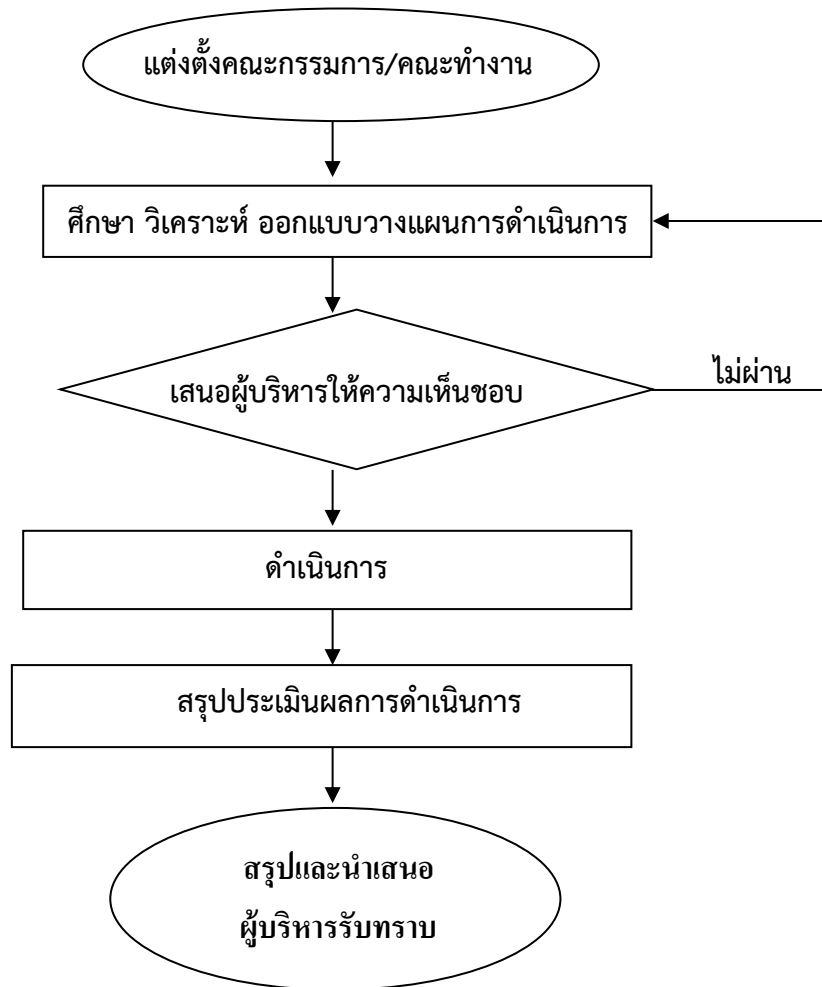 แต่งตั้งคณะกรรมการ/คณะทำงาน
ศึกษา วิเคราะห์ ออกแบบวางแผนการดำเนินการ
เสนอผู้บริหารให้ความเห็นชอบ
ไม่ผ่าน
ดำเนินการ
สรุปประเมินผลการดำเนินการ
สรุปและนำเสนอ
ผู้บริหารรับทราบ